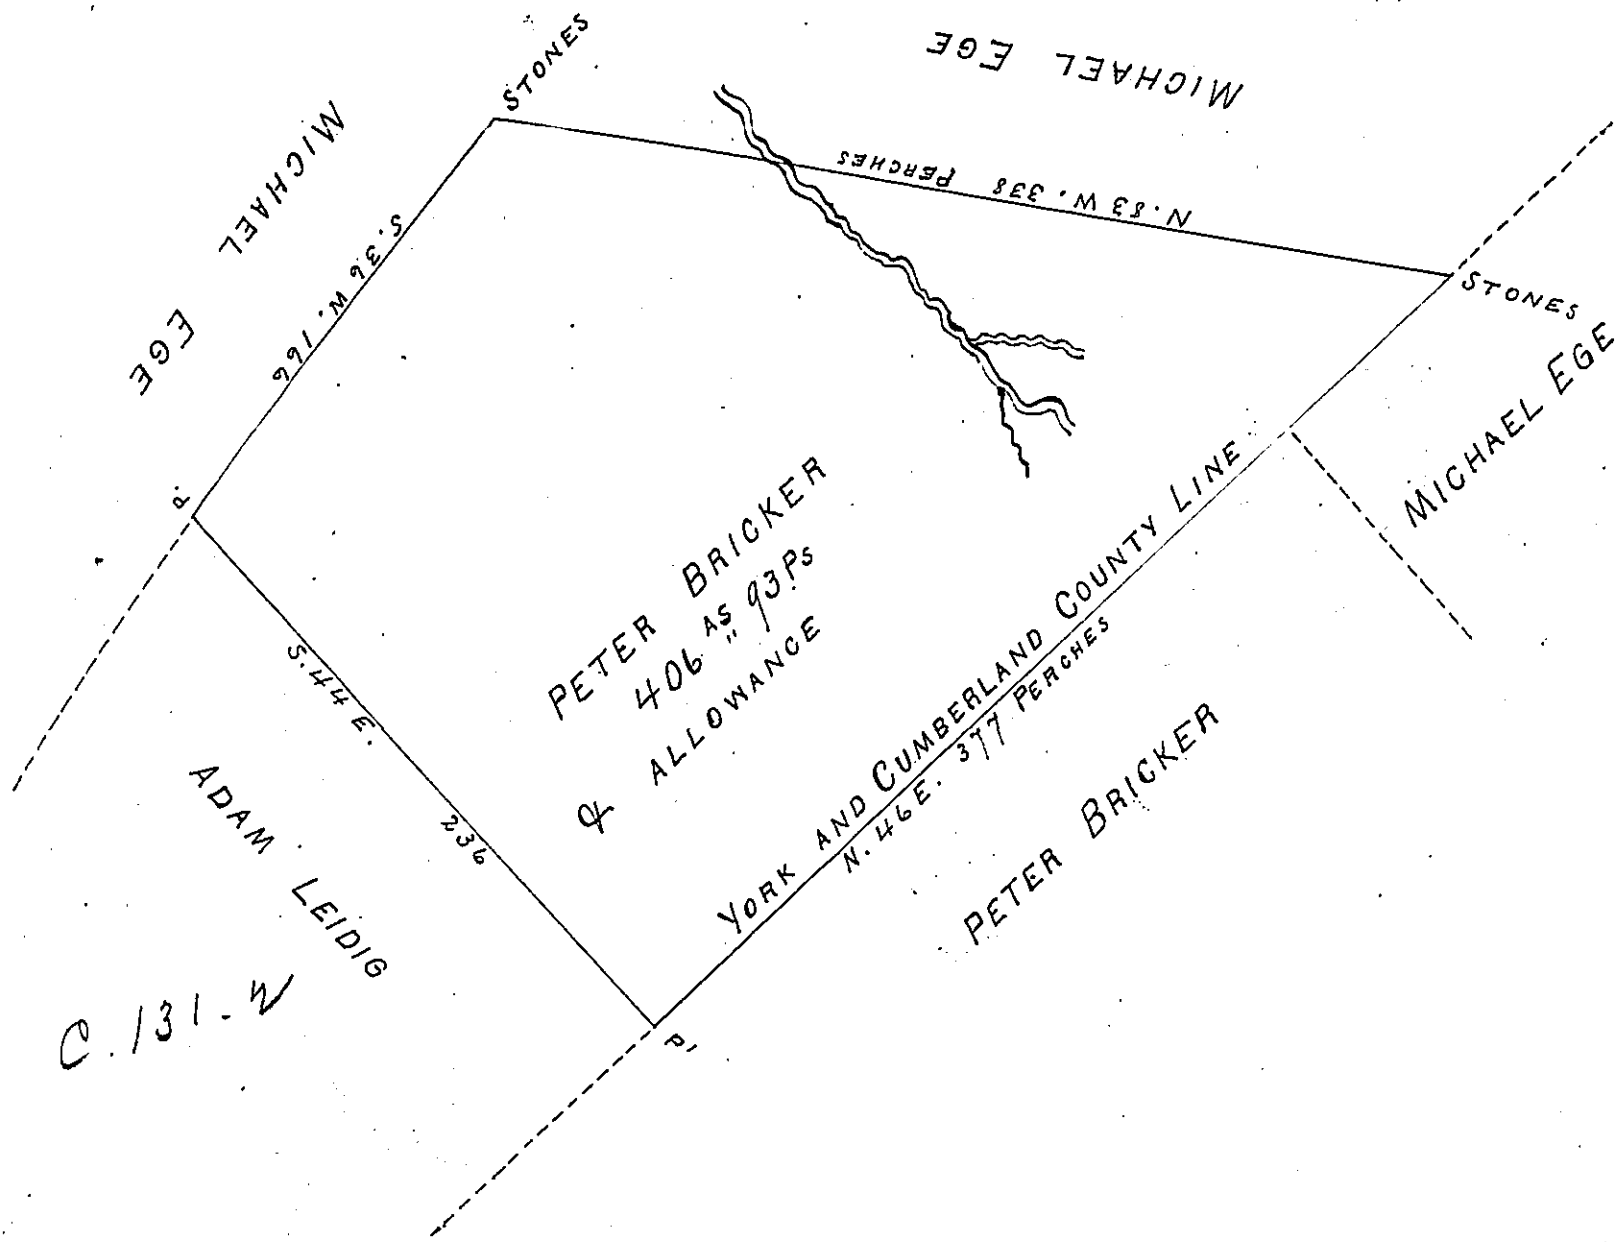 STONES
MICHAEL EGE
MICHAEL EGE
N. 83 W. 338 PERCHES
S. 36 W. 166
STONES
MICHAEL EGE
P.
PETER BRICKER
406 AS " 93 Ps
& ALLOWANCE
YORK AND CUMBERLAND COUNTY LINE
N. 46 E. 377 PERCHES
S. 44 E. 236
PETER BRICKER
ADAM LEIDIG
P,
C. 131-2